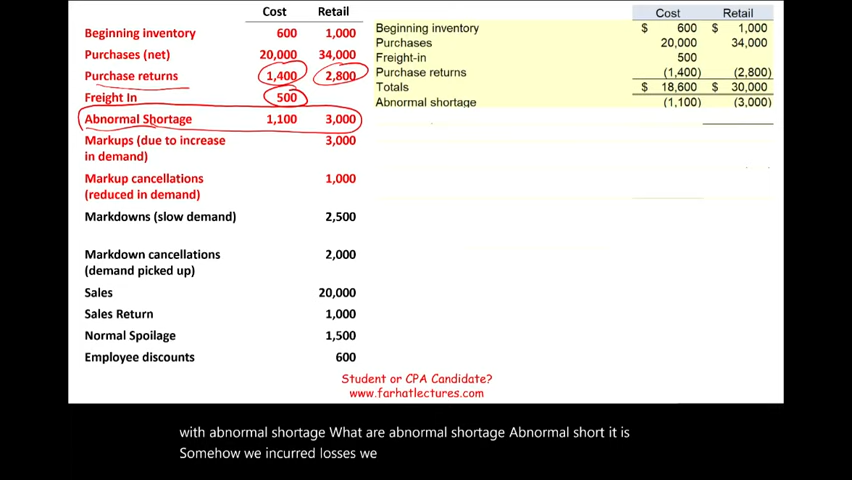 Cost Retail
Beginning inventory 600 1,000
Purchases (net) 20,000 34,000
Purchase returns 1,400 2,800
Freight In 500
Abnormal Shortage 1,100 3,000
Markups (due to increase 3,000
in demand)
Markup cancellations 1,000
(reduced in demand)
Markdowns (slow demand) 2,500
Markdown cancellations 2,000
(demand picked up)
Sales 20,000
Sales Return 1,000
Normal Spoilage 1,500
Employee discounts 600
Cost Retail
Beginning inventory $ 600 $ 1,000
Purchases 20,000 34,000
Freight-in 500
Purchase returns (1,400) (2,800)
Totals $ 18,600 $ 30,000
Abnormal shortage (1,100) (3,000)
Student or CPA Candidate?
www.farhatlectures.com
with abnormal shortage What are abnormal shortage Abnormal short it is
Somehow we incurred losses we